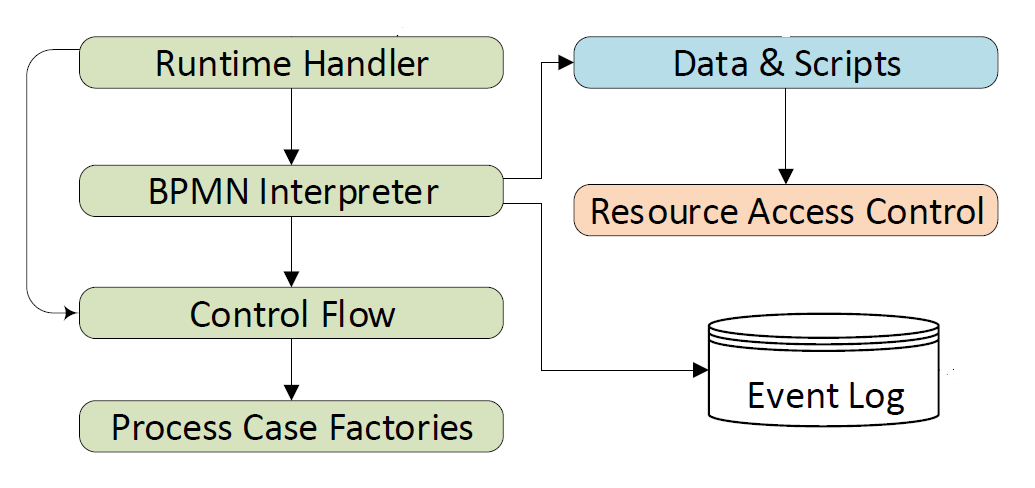 Runtime Handler
Data & Scripts
BPMN Interpreter
Resource Access Control
Control Flow
Event Log
Process Case Factories